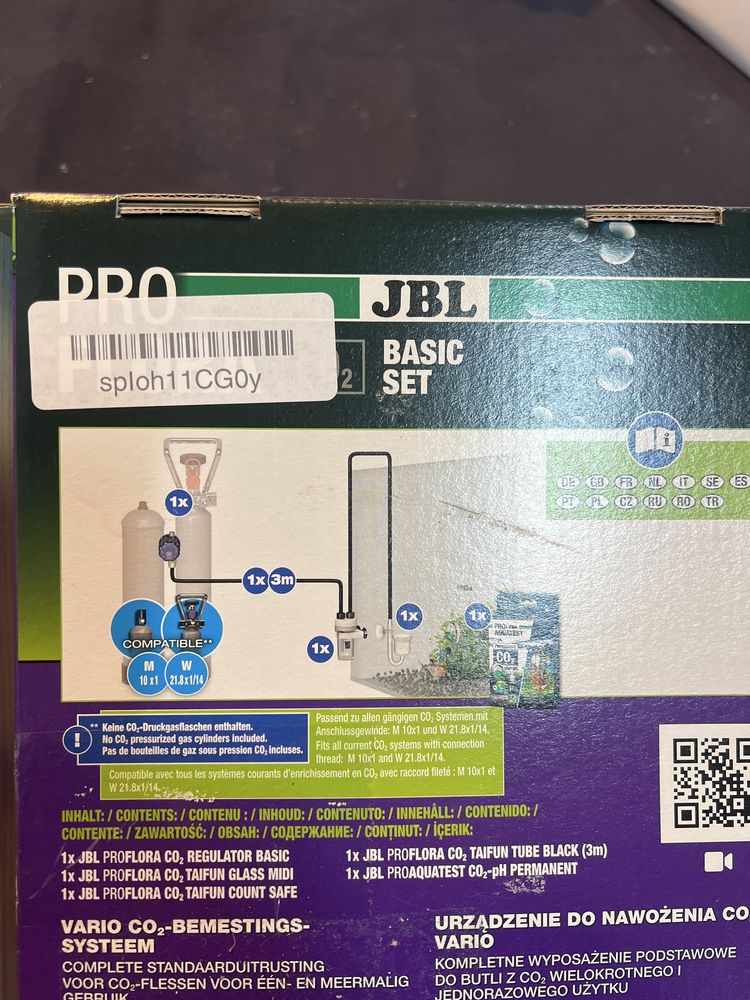 PRO
JBL
sploh11CG0y
2
BASIC
SET
i
DE GB FR NL IT SE ES
PT PL CZ RU RO TR
1x
1x 3m
1x
1x
1x
PROAQUATEST
CO₂
COMPATIBLE**
M
10 x1
W
21.8x1/14
! ** Keine CO₂-Druckgasflaschen enthalten.
No CO₂ pressurized gas cylinders included.
Pas de bouteilles de gaz sous pression CO₂ incluses.
Passend zu allen gängigen CO₂ Systemen mit
Anschlussgewinde: M 10x1 und W 21.8x1/14.
Fits all current CO₂ systems with connection
thread: M 10x1 and W 21.8x1/14.
Compatible avec tous les systèmes courants d'enrichissement en CO₂ avec raccord fileté : M 10x1 et
W 21.8x1/14.
INHALT: / CONTENTS: / CONTENU : / INHOUD: / CONTENUTO: / INNEHÅLL: / CONTENIDO: /
CONTENTE: / ZAWARTOŚĆ: / OBSAH: / СОДЕРЖАНИЕ: / CONȚINUT: / İÇERİK:
1x JBL PROFLORA CO₂ REGULATOR BASIC
1x JBL PROFLORA CO₂ TAIFUN GLASS MIDI
1x JBL PROFLORA CO₂ TAIFUN COUNT SAFE
1x JBL PROFLORA CO₂ TAIFUN TUBE BLACK (3m)
1x JBL PROAQUATEST CO₂-pH PERMANENT
VARIO CO₂-BEMESTINGS-
SYSTEEM
COMPLETE STANDAARDUITRUSTING
VOOR CO₂-FLESSEN VOOR ÉÉN- EN MEERMALIG
GEBRUIK
URZĄDZENIE DO NAWOŻENIA CO
VARIO
KOMPLETNE WYPOSAŻENIE PODSTAWOWE
DO BUTLI Z CO₂ WIELOKROTNEGO I
JEDNORAZOWEGO UŻYTKU